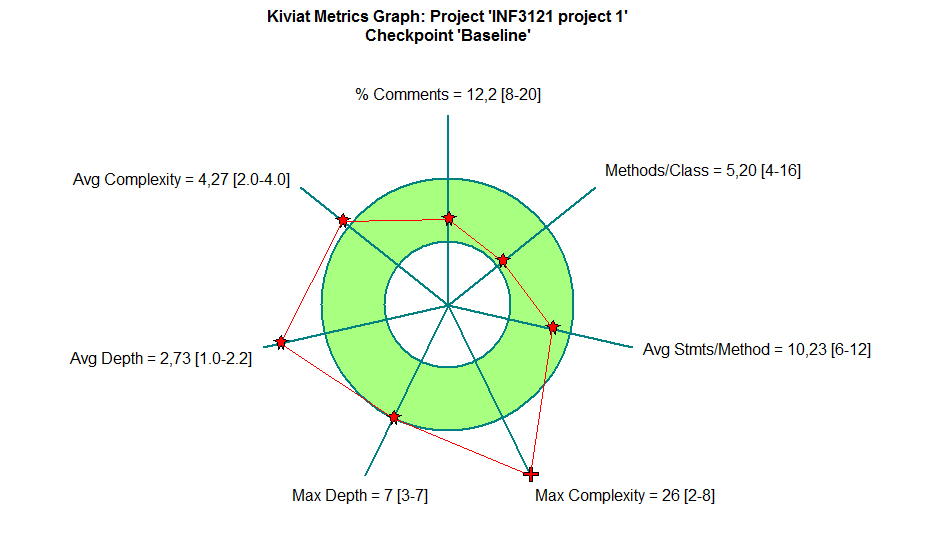 Kiviat Metrics Graph: Project 'INF3121 project 1'
Checkpoint 'Baseline'
% Comments = 12,2 [8-20]
Methods/Class = 5,20 [4-16]
Avg Complexity = 4,27 [2.0-4.0]
Avg Stmts/Method = 10,23 [6-12]
Avg Depth = 2,73 [1.0-2.2]
Max Depth = 7 [3-7]
Max Complexity = 26 [2-8]